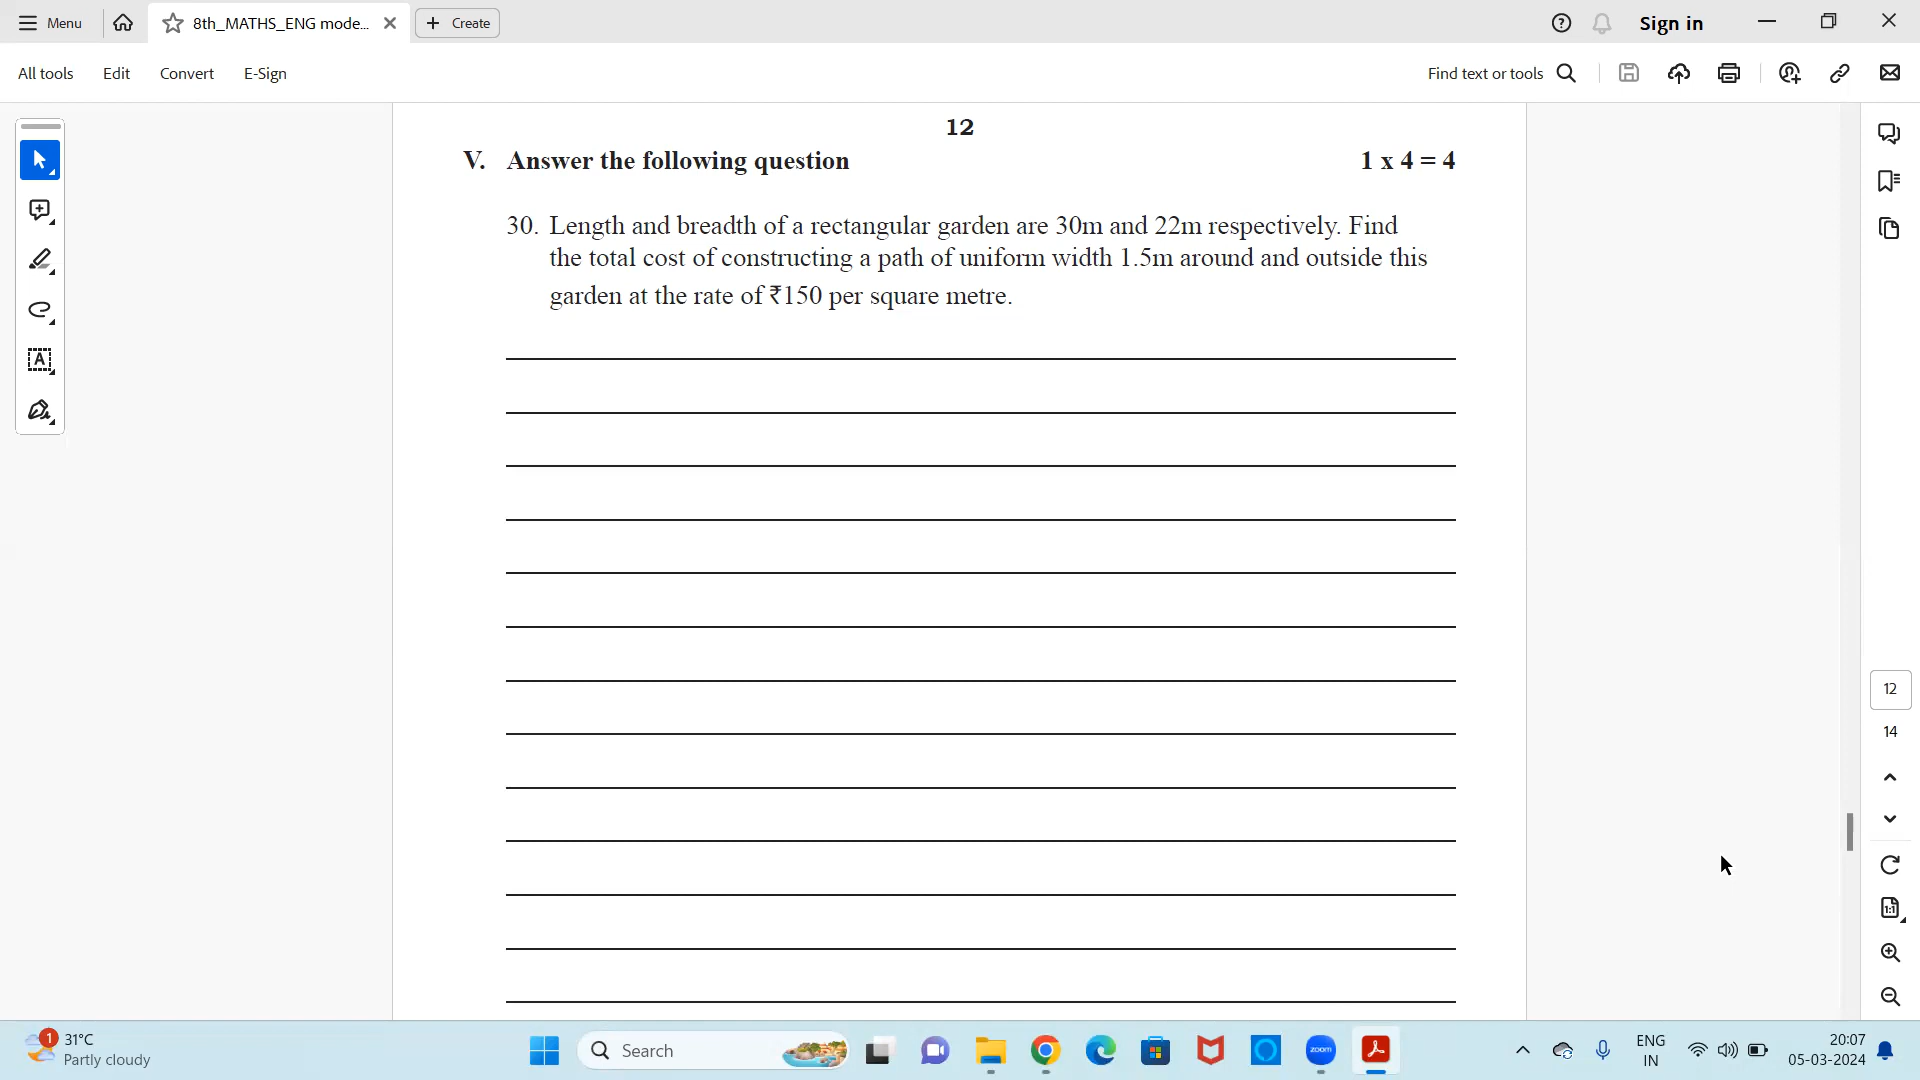 Menu
8th_MATHS_ENG mode...
Create
Sign in
All tools
Edit
Convert
E-Sign
Find text or tools
12
V. Answer the following question 1 x 4 = 4
30. Length and breadth of a rectangular garden are 30m and 22m respectively. Find
the total cost of constructing a path of uniform width 1.5m around and outside this
garden at the rate of ₹150 per square metre.
12
14
1
31°C
Partly cloudy
Search
zoom
ENG
IN
20:07
05-03-2024